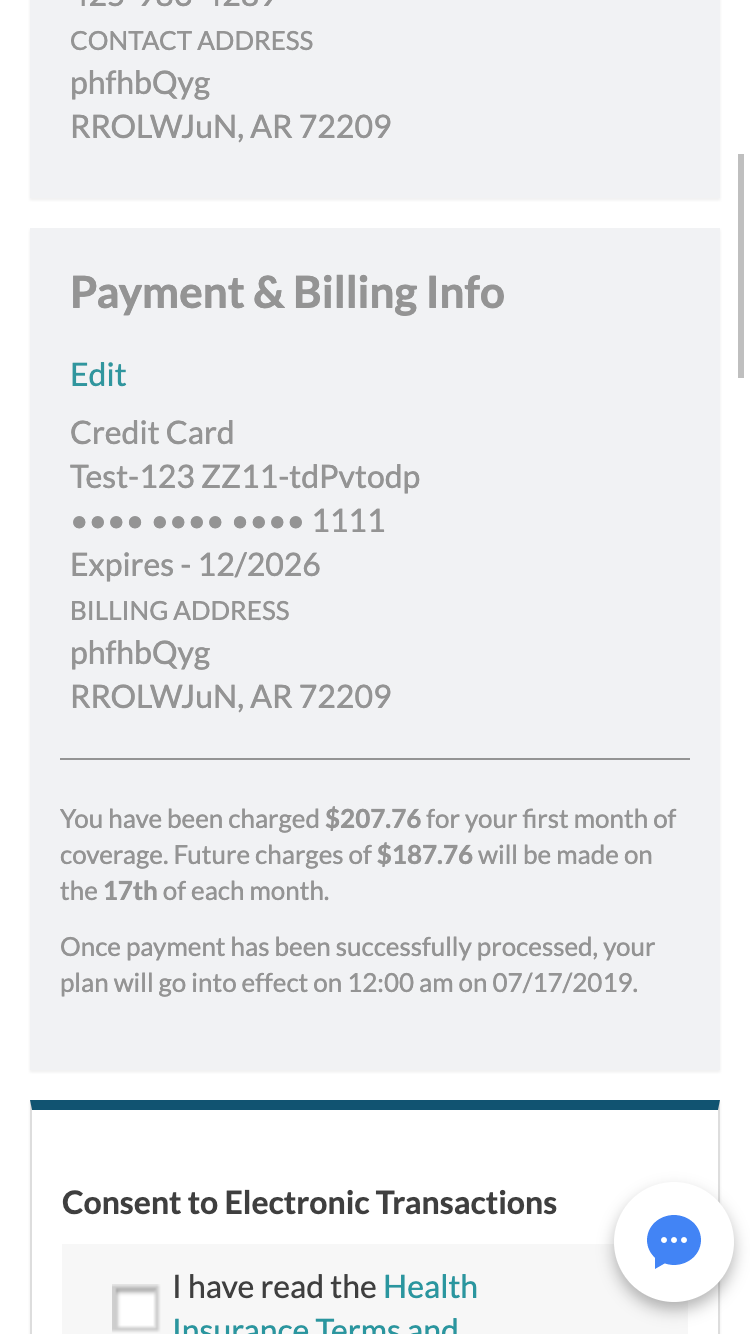 CONTACT ADDRESS
phfhbQyg
RROLWJuN, AR 72209
Payment & Billing Info
Edit
Credit Card
Test-123 ZZ11-tdPvtodp
•••• •••• •••• 1111
Expires - 12/2026
BILLING ADDRESS
phfhbQyg
RROLWJuN, AR 72209
You have been charged $207.76 for your first month of
coverage. Future charges of $187.76 will be made on
the 17th of each month.
Once payment has been successfully processed, your
plan will go into effect on 12:00 am on 07/17/2019.
Consent to Electronic Transactions
I have read the Health
Insurance Terms and